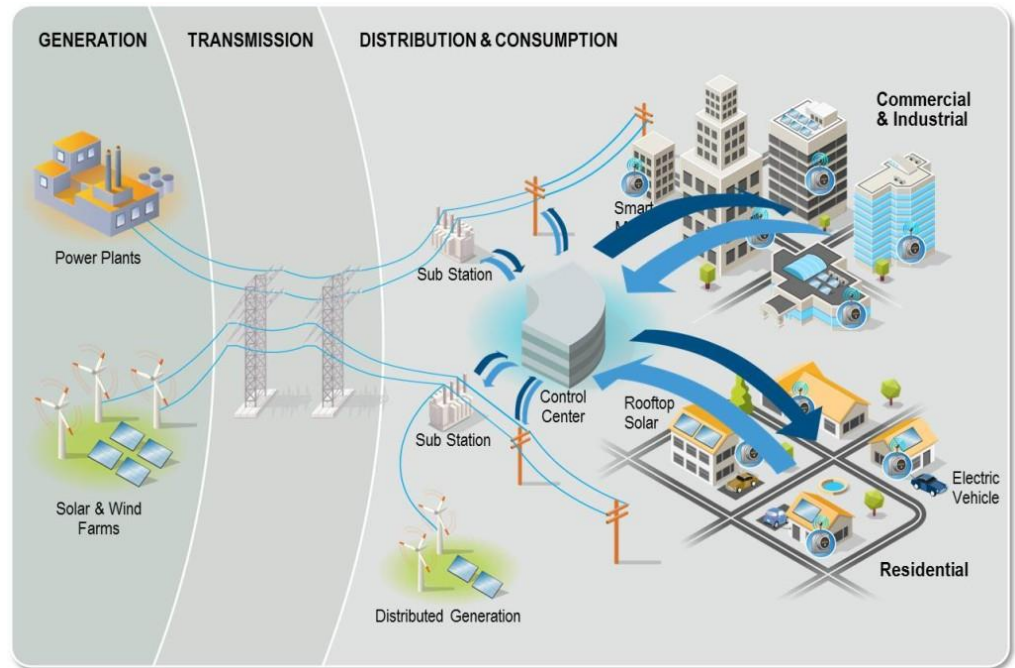 GENERATION
TRANSMISSION
DISTRIBUTION & CONSUMPTION
Commercial
& Industrial
Smart
Power Plants
Sub Station
Control
Center
Rooftop
Solar
Sub Station
Electric
Vehicle
Solar & Wind
Farms
Residential
Distributed Generation